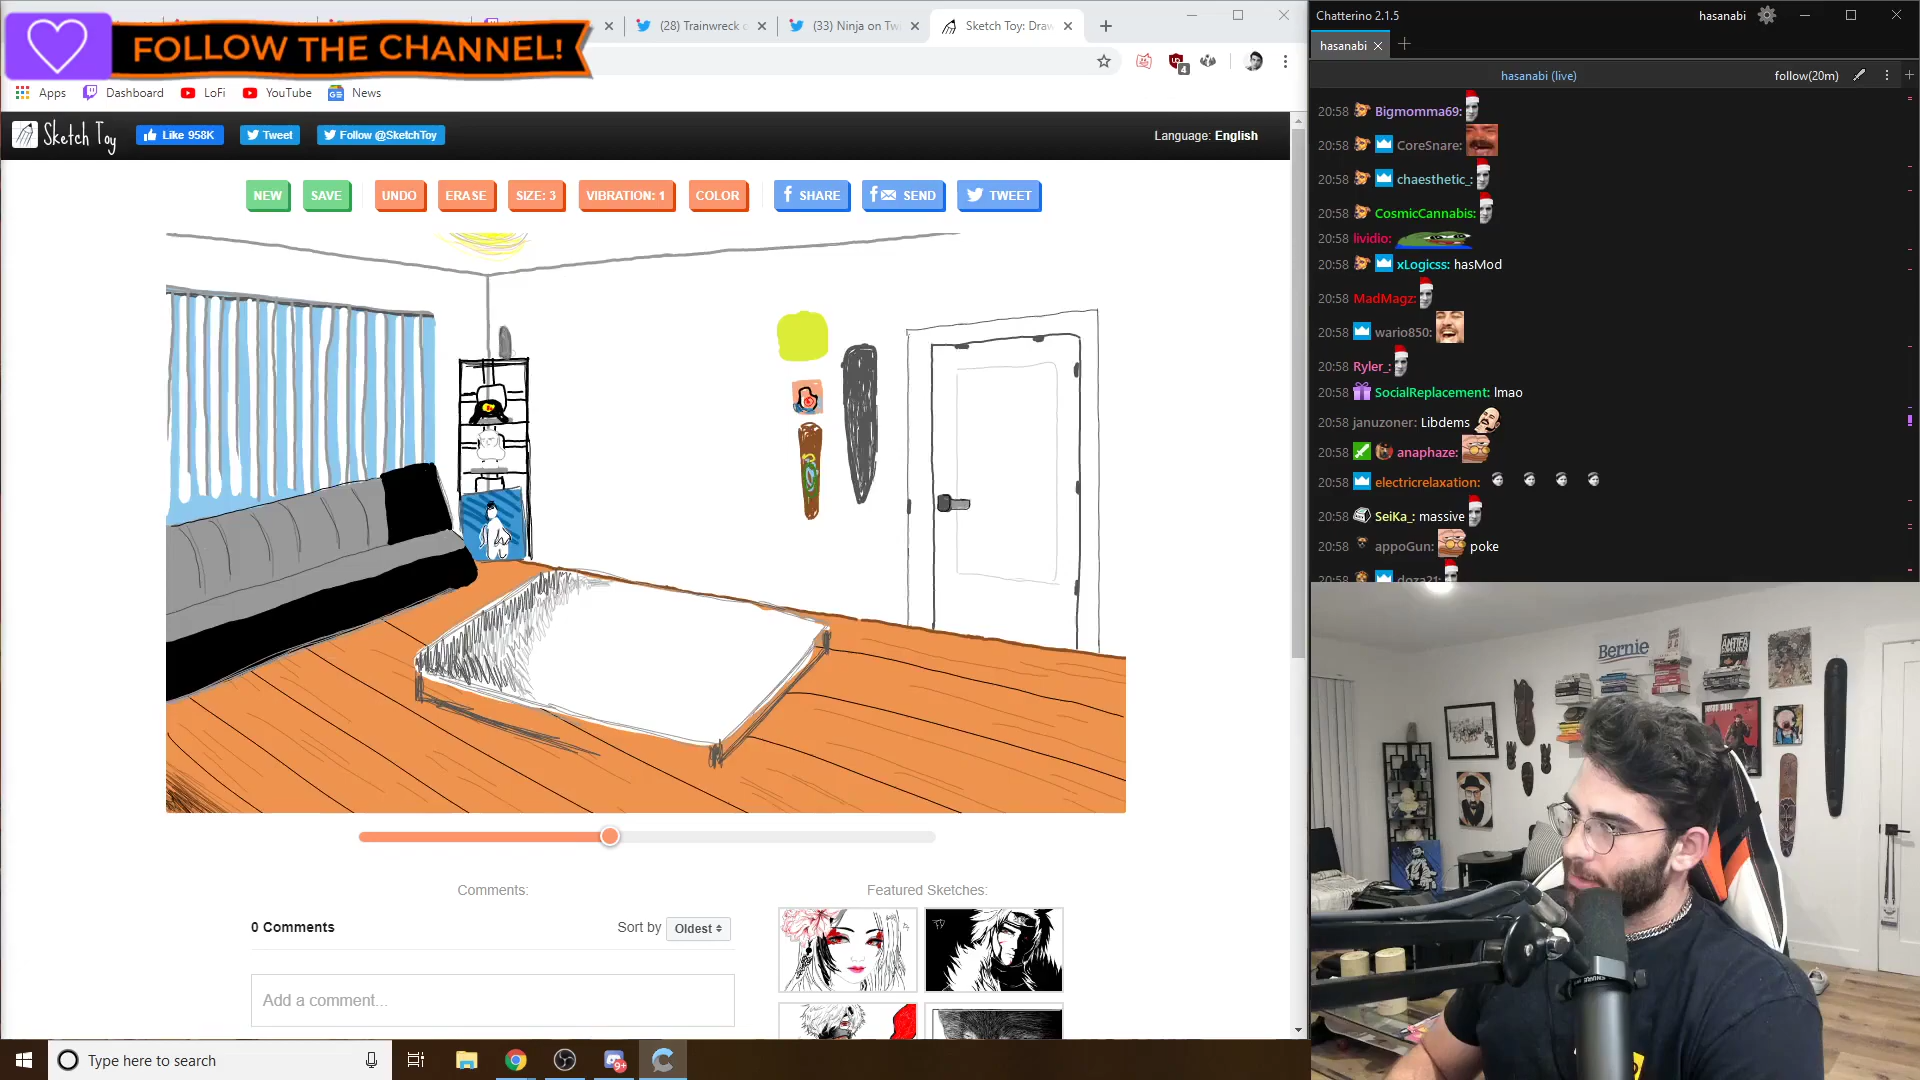 FOLLOW THE CHANNEL!
(28) Trainwreck o
(33) Ninja on Tw
Sketch Toy: Draw
Apps
Dashboard
LoFi
YouTube
News
Sketch Toy
Like 958K
Tweet
Follow @SketchToy
Language: English
NEW
SAVE
UNDO
ERASE
SIZE: 3
VIBRATION: 1
COLOR
SHARE
SEND
TWEET
Comments:
0 Comments
Sort by
Oldest
Add a comment...
Featured Sketches:
Type here to search
Chatterino 2.1.5
hasanabi
hasanabi
hasanabi (live)
follow(20m)
20:58 Bigmomma69:
20:58 CoreSnare:
20:58 chaesthetic_:
20:58 CosmicCannabis:
20:58 lividio:
20:58 xLogicss: hasMod
20:58 MadMagz:
20:58 wario850:
20:58 Ryler_:
20:58 SocialReplacement: lmao
20:58 januzoner: Libdems
20:58 anaphaze:
20:58 electricrelaxation:
20:58 SeiKa_: massive
20:58 appoGun: poke
20:58 doza21:
Bernie
ANTIFA